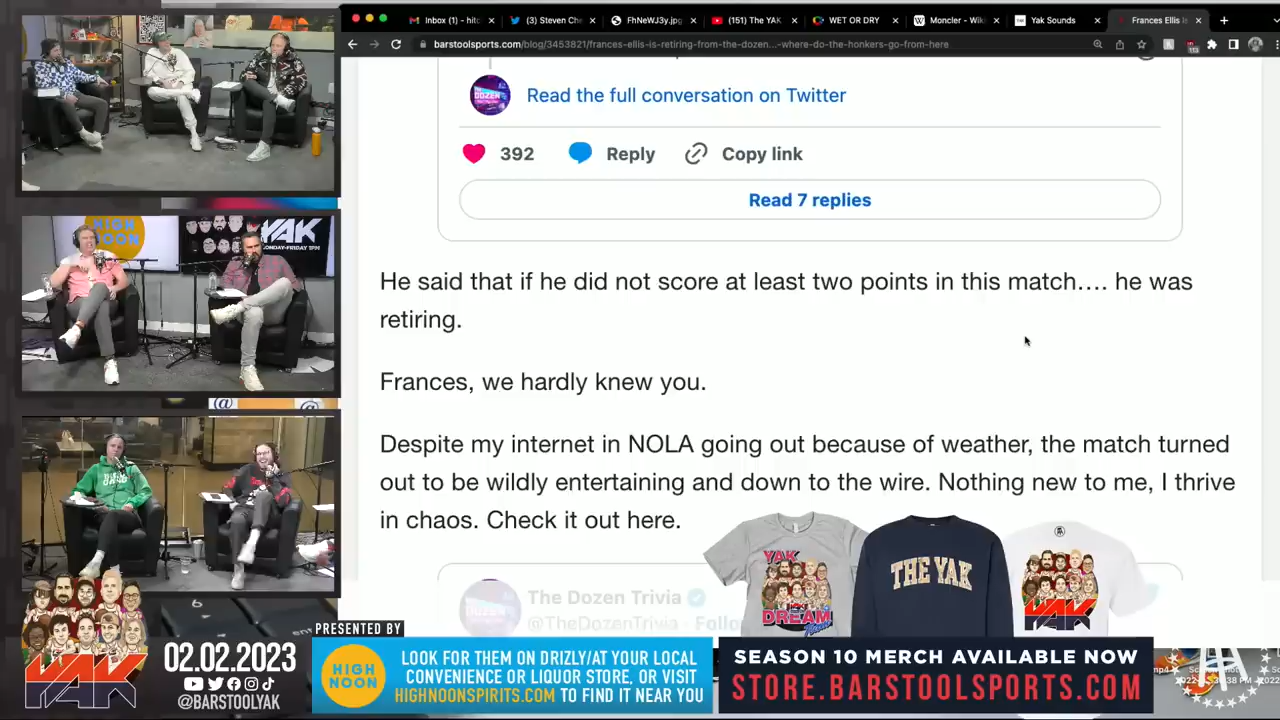 Inbox (1) - hitc
(3) Steven Che
FhNeWJ3y.jpg
(151) The YAK
WET OR DRY
Moncler - Wiki
Yak Sounds
Frances Ellis is
barstoolsports.com/blog/3453821/frances-ellis-is-retiring-from-the-dozen...-where-do-the-honkers-go-from-here
Read the full conversation on Twitter
392 Reply Copy link
Read 7 replies
He said that if he did not score at least two points in this match…. he was
retiring.
Frances, we hardly knew you.
Despite my internet in NOLA going out because of weather, the match turned
out to be wildly entertaining and down to the wire. Nothing new to me, I thrive
in chaos. Check it out here.
The Dozen Trivia
@TheDozenTrivia · Follo
HIGH
NOON
YAK
MONDAY-FRIDAY 1PM
YAK
DREAM
THE YAK
YAK
YAK
02.02.2023
@BARSTOOLYAK
PRESENTED BY
HIGH
NOON
LOOK FOR THEM ON DRIZLY/AT YOUR LOCAL
CONVENIENCE OR LIQUOR STORE, OR VISIT
HIGHNOONSPIRITS.COM TO FIND IT NEAR YOU
SEASON 10 MERCH AVAILABLE NOW
STORE.BARSTOOLSPORTS.COM